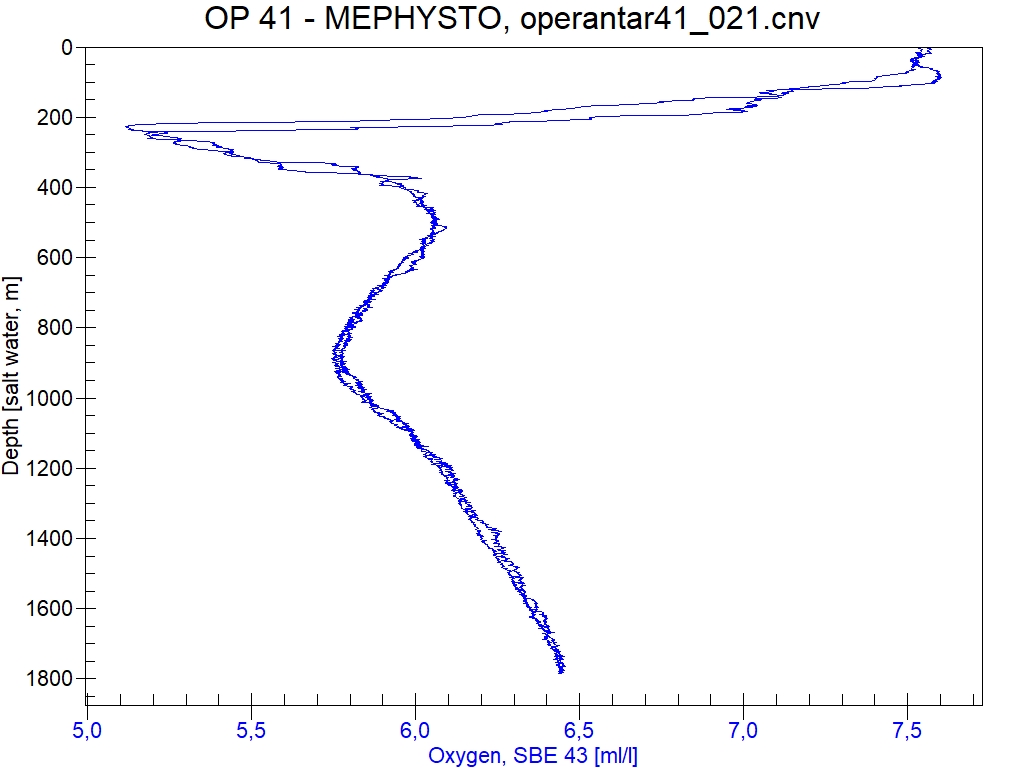 OP 41 - MEPHYSTO, operantar41_021.cnv
0
200
400
600
800
1000
1200
1400
1600
1800
Depth [salt water, m]
5,0 5,5 6,0 6,5 7,0 7,5
Oxygen, SBE 43 [ml/l]